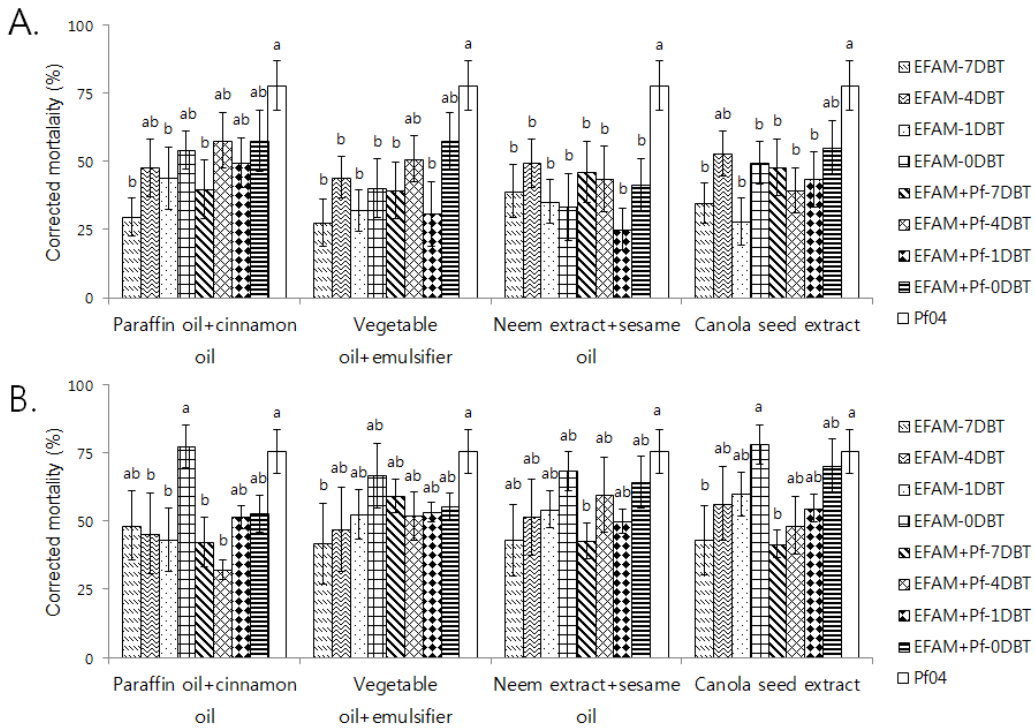 A.
Corrected mortalaity (%)
100
75
50
25
0
b ab b ab b ab ab ab a
b b b b b ab b ab a
b b b b b b b b a
b ab b b b b b ab a
Paraffin oil+cinnamon oil
Vegetable oil+emulsifier
Neem extract+sesame oil
Canola seed extract
EFAM-7DBT
EFAM-4DBT
EFAM-1DBT
EFAM-0DBT
EFAM+Pf-7DBT
EFAM+Pf-4DBT
EFAM+Pf-1DBT
EFAM+Pf-0DBT
Pf04
B.
Corrected mortality (%)
100
75
50
25
0
ab b b a b b ab ab a
b ab ab ab ab ab ab ab a
ab ab ab ab b ab ab ab a
b ab ab a b ab ab ab a
Paraffin oil+cinnamon oil
Vegetable oil+emulsifier
Neem extract+sesame oil
Canola seed extract
EFAM-7DBT
EFAM-4DBT
EFAM-1DBT
EFAM-0DBT
EFAM+Pf-7DBT
EFAM+Pf-4DBT
EFAM+Pf-1DBT
EFAM+Pf-0DBT
Pf04